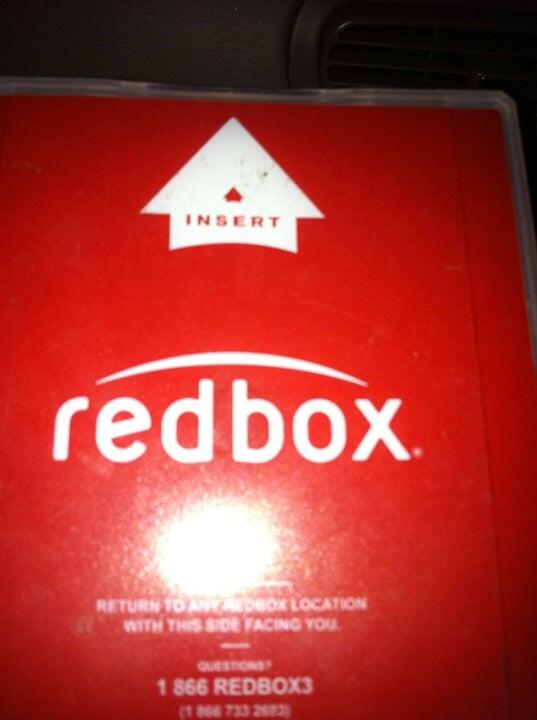 INSERT
redbox®
RETURN TO ANY REDBOX LOCATION
WITH THIS SIDE FACING YOU.
QUESTIONS?
1 866 REDBOX3
(1 866 733 2693)